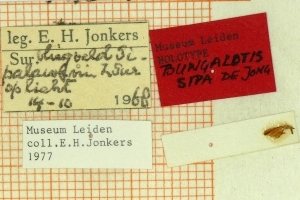 leg. E. H. Jonkers
Sur.
op licht
1968
Museum Leiden
HOLOTYPE
BUNGALOTIS
SIPA DE JONG
Museum Leiden
coll.E.H.Jonkers
1977